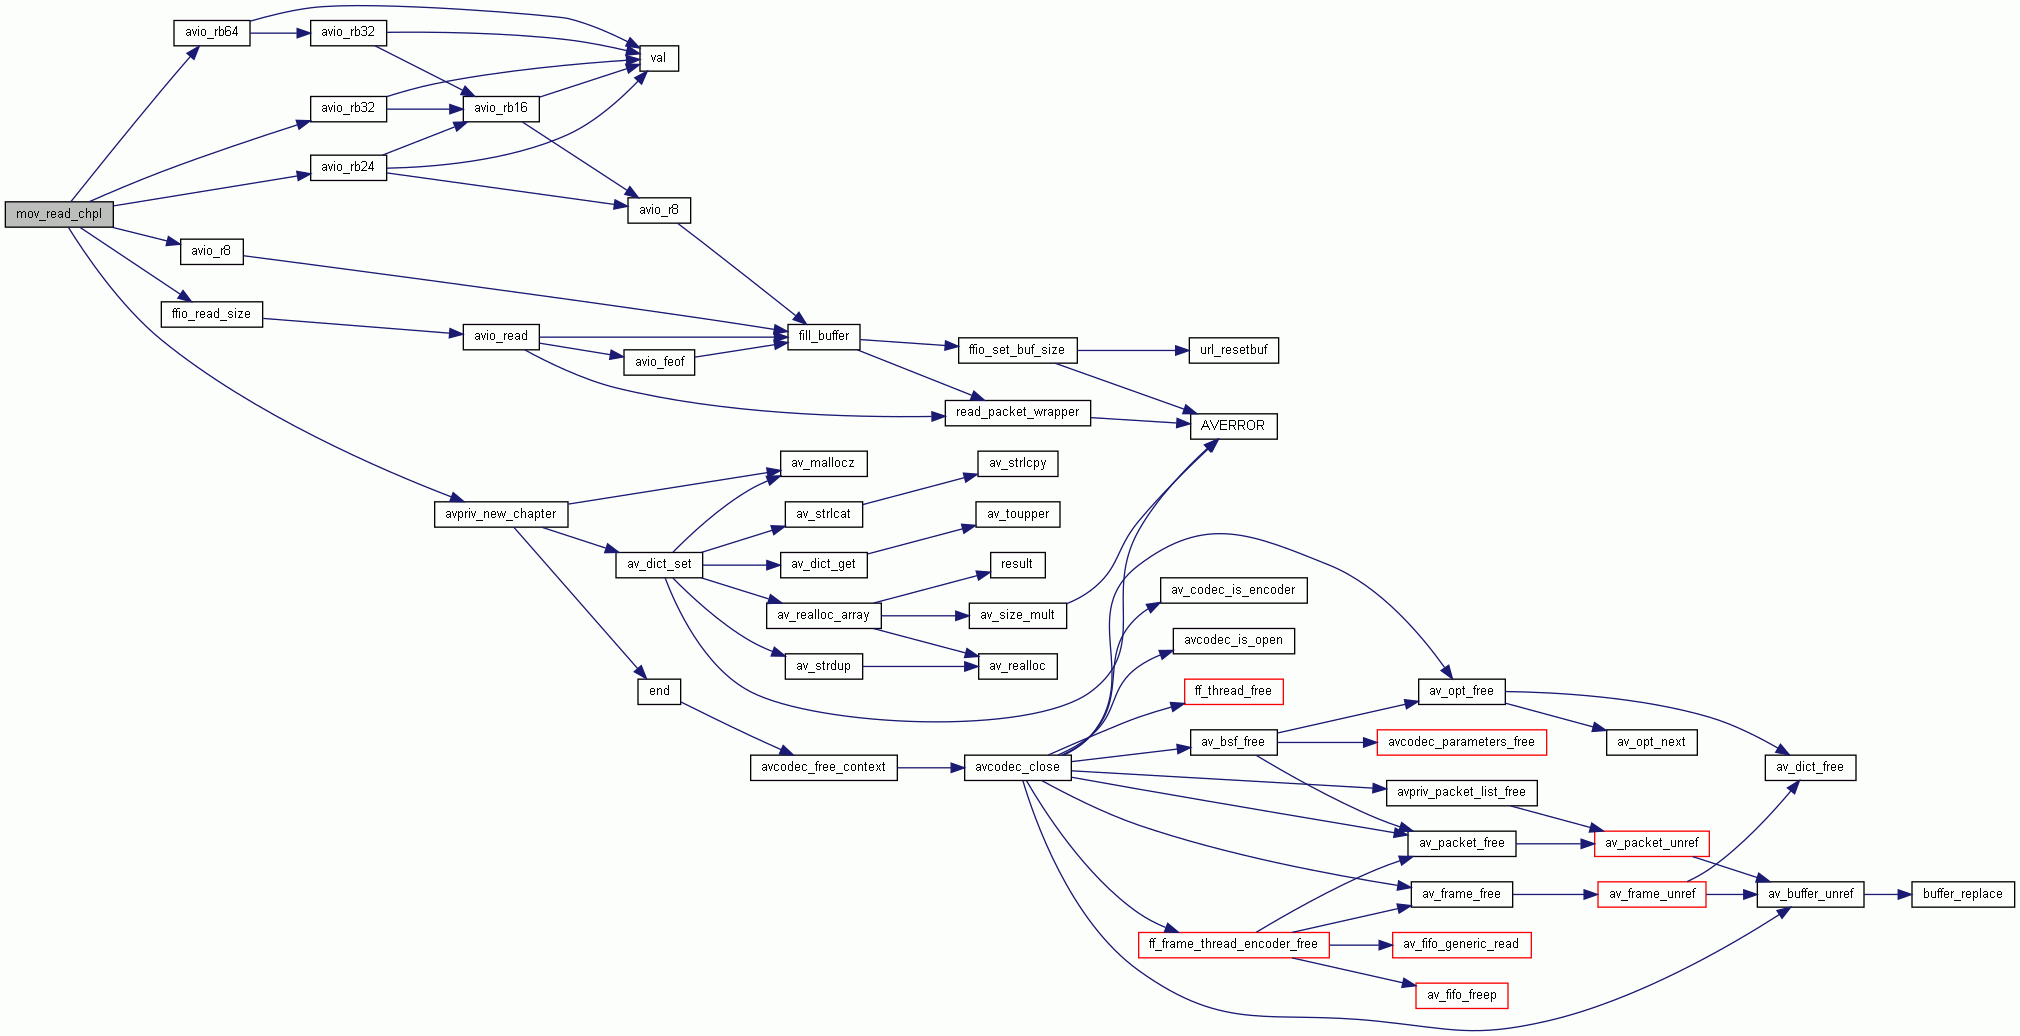 avio_rb64
avio_rb32
val
avio_rb32
avio_rb16
avio_rb24
mov_read_chpl
avio_r8
avio_r8
ffio_read_size
avio_read
fill_buffer
avio_feof
ffio_set_buf_size
url_resetbuf
read_packet_wrapper
AVERROR
av_mallocz
av_strlcpy
avpriv_new_chapter
av_strlcat
av_toupper
av_dict_set
av_dict_get
result
av_realloc_array
av_size_mult
av_strdup
av_realloc
av_codec_is_encoder
avcodec_is_open
end
ff_thread_free
av_opt_free
av_bsf_free
avcodec_parameters_free
av_opt_next
avcodec_free_context
avcodec_close
av_dict_free
avpriv_packet_list_free
av_packet_free
av_packet_unref
av_frame_free
av_frame_unref
av_buffer_unref
buffer_replace
ff_frame_thread_encoder_free
av_fifo_generic_read
av_fifo_freep